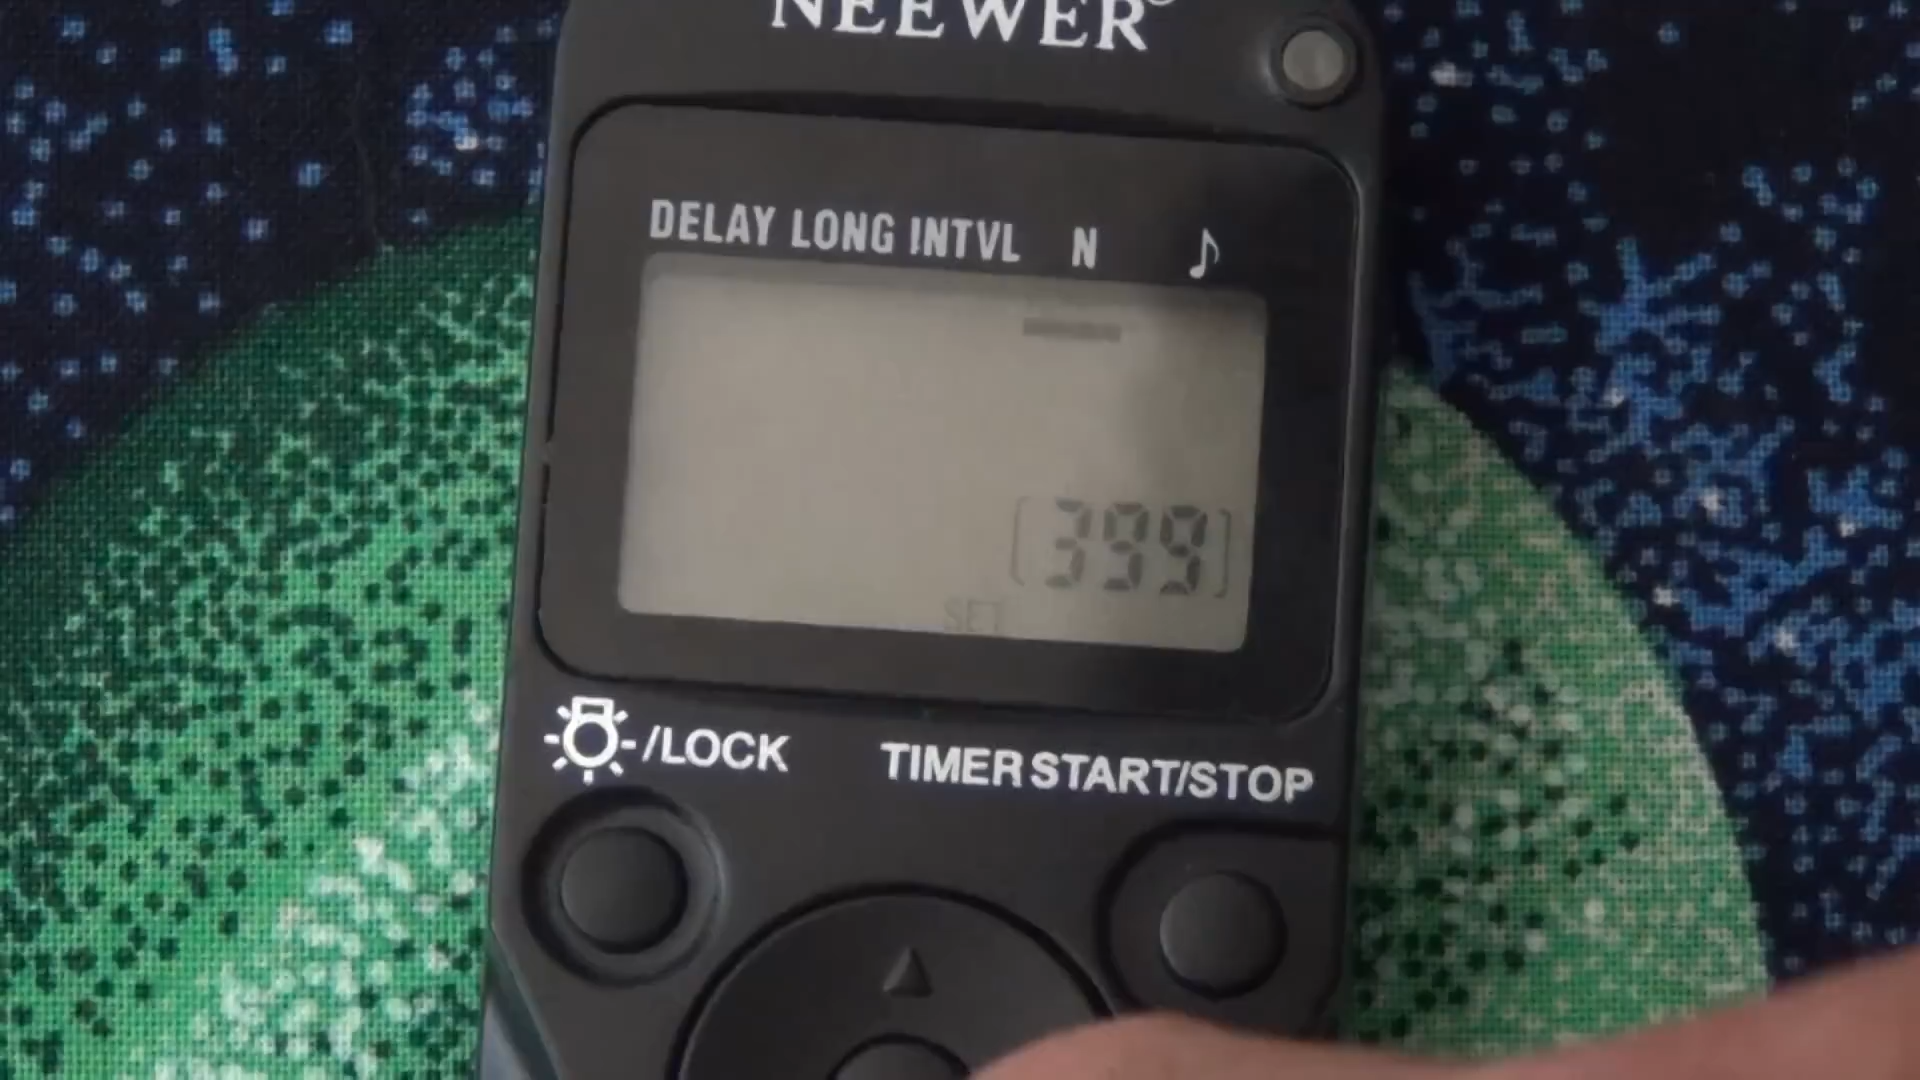 NEEWER®
DELAY LONG INTVL N ♪
[399]
SET
/LOCK TIMER START/STOP